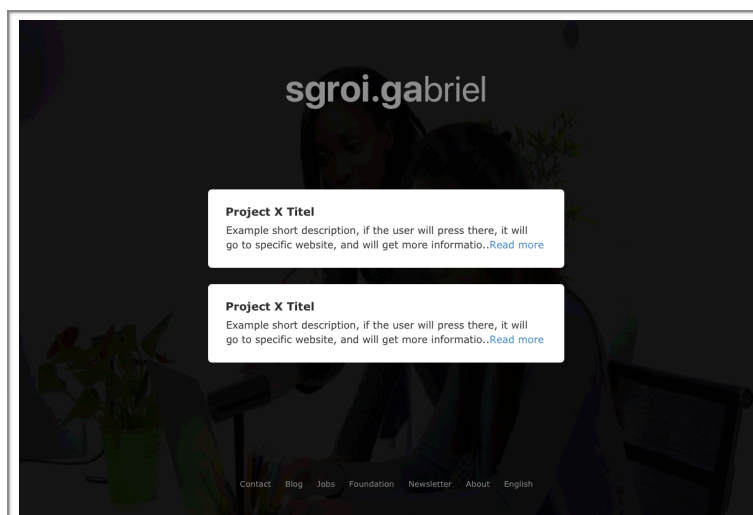 sgroi.gabriel
Project X Titel
Example short description, if the user will press there, it will
go to specific website, and will get more informatio..Read more
Project X Titel
Example short description, if the user will press there, it will
go to specific website, and will get more informatio..Read more
Contact Blog Jobs Foundation Newsletter About English